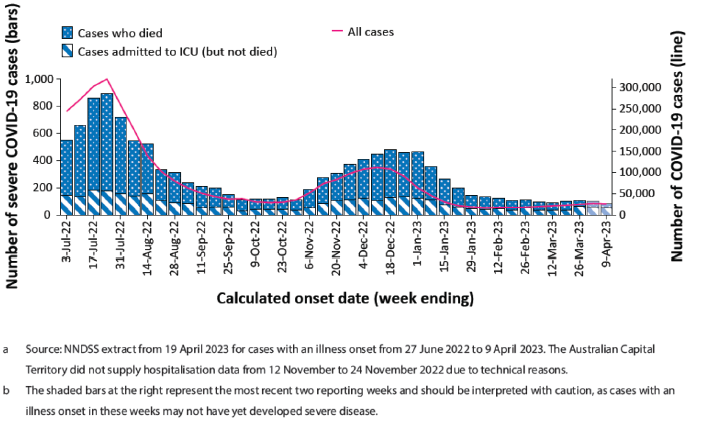 Number of severe COVID-19 cases (bars)
Cases who died
Cases admitted to ICU (but not died)
All cases
1,000
800
600
400
200
0
300,000
250,000
200,000
150,000
100,000
50,000
0
Number of COVID-19 cases (line)
3-Jul-22
17-Jul-22
31-Jul-22
14-Aug-22
28-Aug-22
11-Sep-22
25-Sep-22
9-Oct-22
23-Oct-22
6-Nov-22
20-Nov-22
4-Dec-22
18-Dec-22
1-Jan-23
15-Jan-23
29-Jan-23
12-Feb-23
26-Feb-23
12-Mar-23
26-Mar-23
9-Apr-23
Calculated onset date (week ending)
a Source: NNDSS extract from 19 April 2023 for cases with an illness onset from 27 June 2022 to 9 April 2023. The Australian Capital
Territory did not supply hospitalisation data from 12 November to 24 November 2022 due to technical reasons.
b The shaded bars at the right represent the most recent two reporting weeks and should be interpreted with caution, as cases with an
illness onset in these weeks may not have yet developed severe disease.